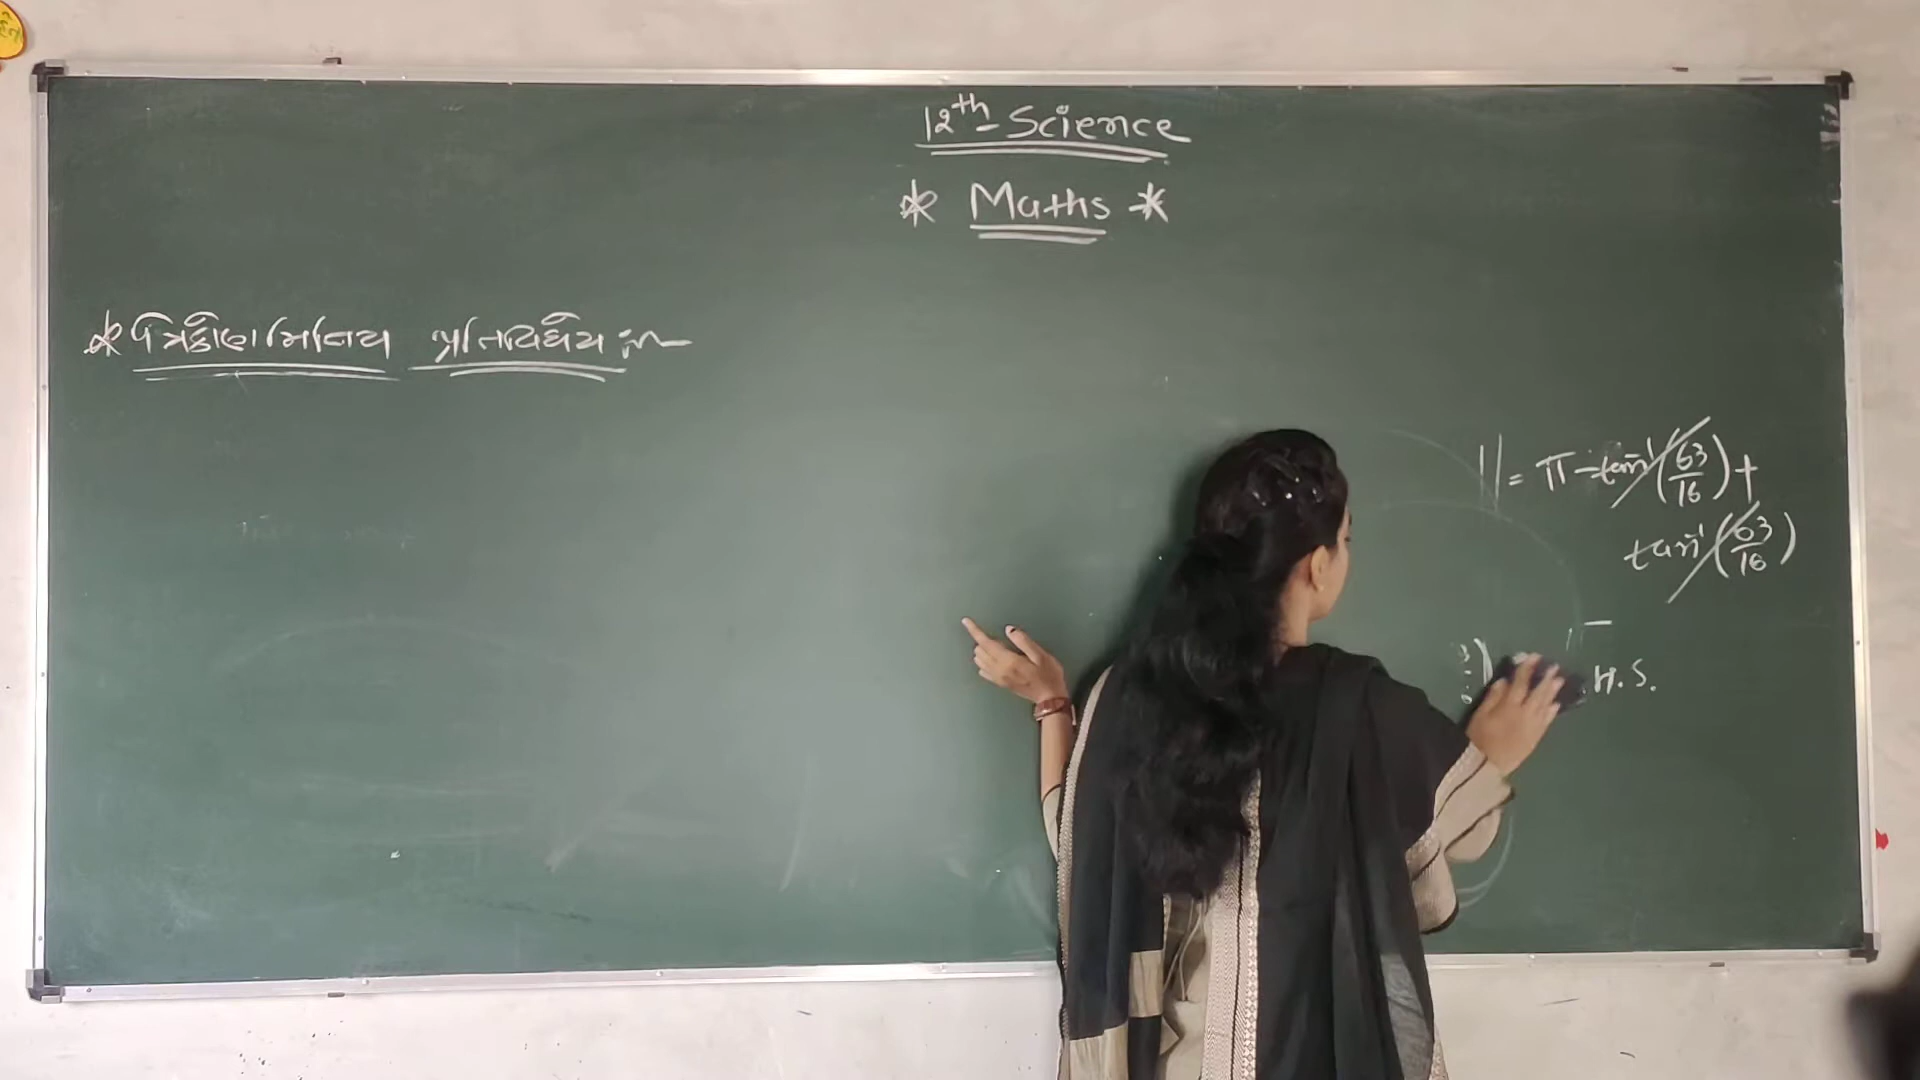 12th - Science
* Maths *
* ત્રિકોણમિતિય પ્રતિવિધેય :-
= π - tan⁻¹(63/16) +
tan⁻¹(63/16)
H.S.